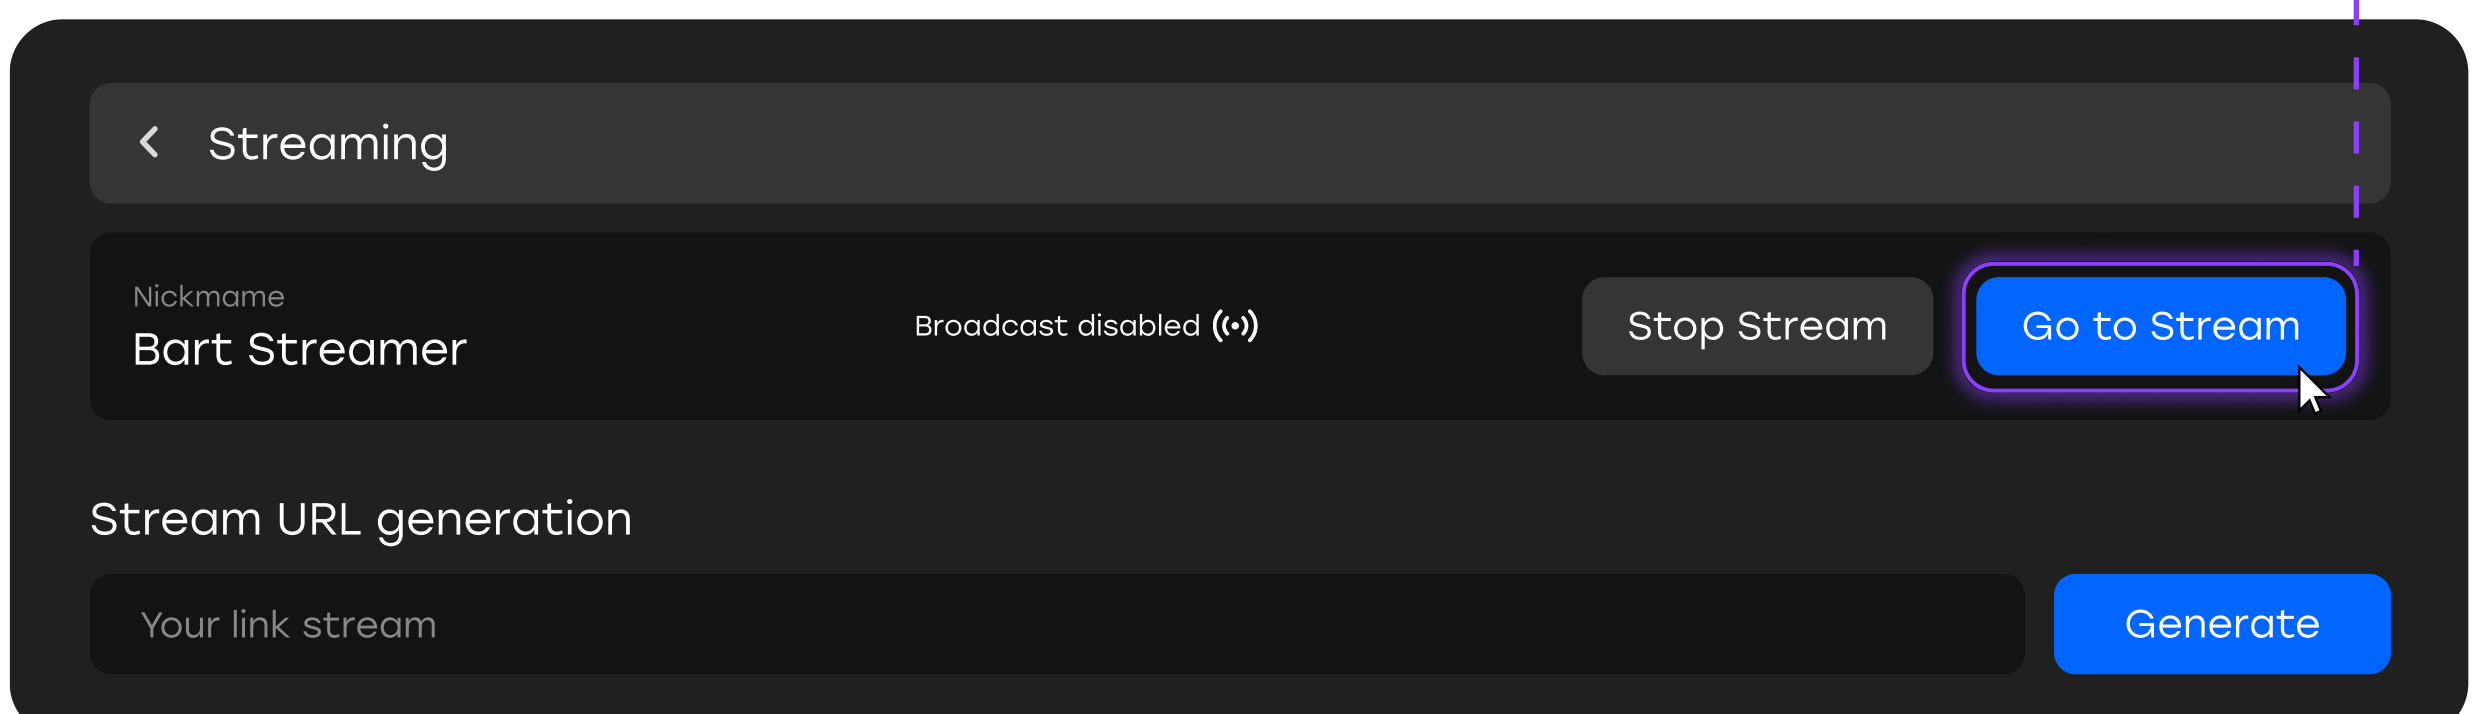 Streaming
Nickmame
Bart Streamer
Broadcast disabled
Stop Stream
Go to Stream
Stream URL generation
Your link stream
Generate